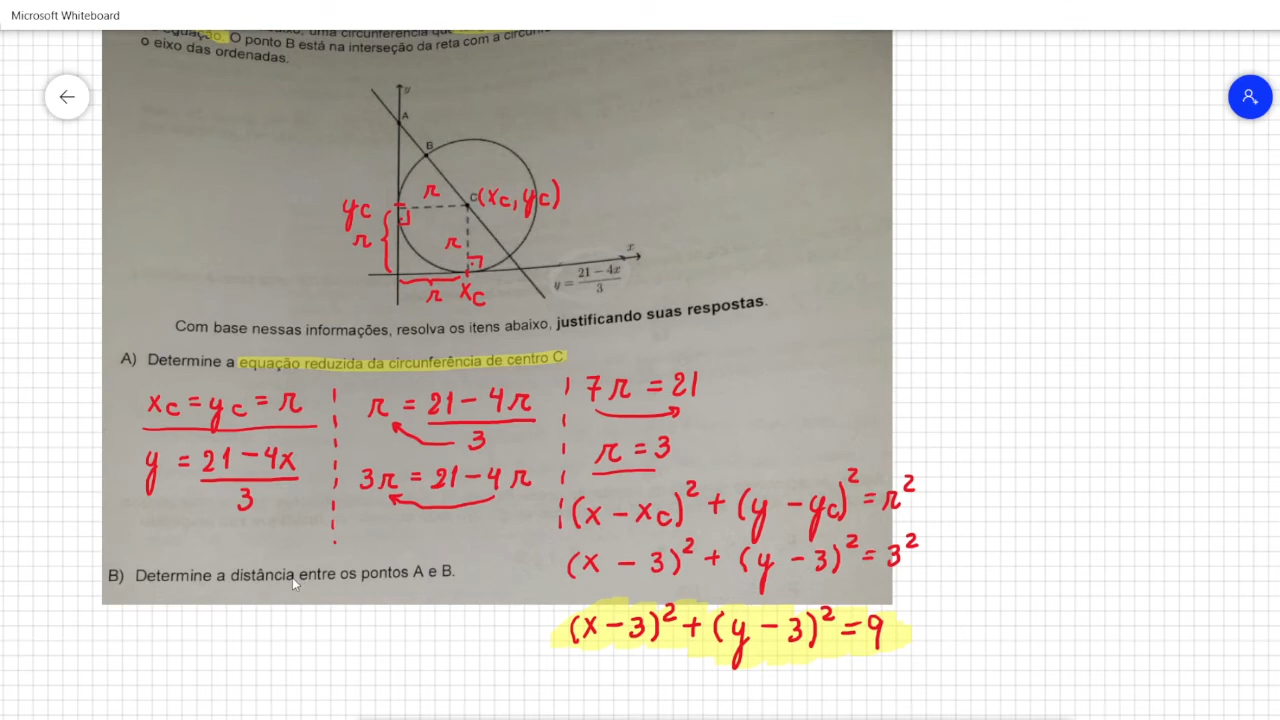 Microsoft Whiteboard
equação. O ponto B está na interseção da reta com a
o eixo das ordenadas.
y
A
B
r
C(xc, yc)
yc
r
r
x
y = 21 − 4x / 3
r xc
Com base nessas informações, resolva os itens abaixo, justificando suas respostas.
A) Determine a equação reduzida da circunferência de centro C
xc = yc = r
y = 21 − 4x / 3
r = 21 − 4r / 3
3r = 21 − 4r
7r = 21
r = 3
(x − xc)² + (y − yc)² = r²
(x − 3)² + (y − 3)² = 3²
B) Determine a distância entre os pontos A e B.
(x − 3)² + (y − 3)² = 9